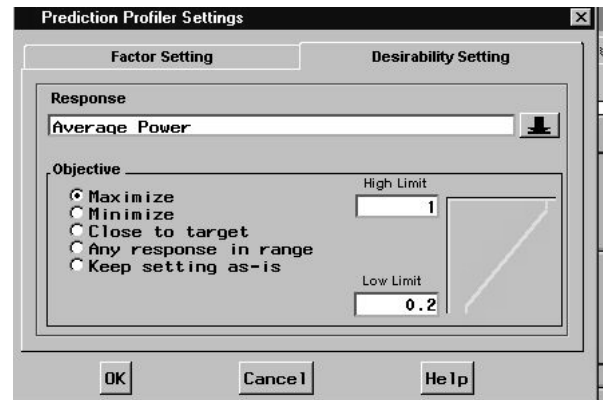 Prediction Profiler Settings
Factor Setting
Desirability Setting
Response
Average Power
Objective
Maximize
Minimize
Close to target
Any response in range
Keep setting as-is
High Limit
1
Low Limit
0.2
OK
Cancel
Help